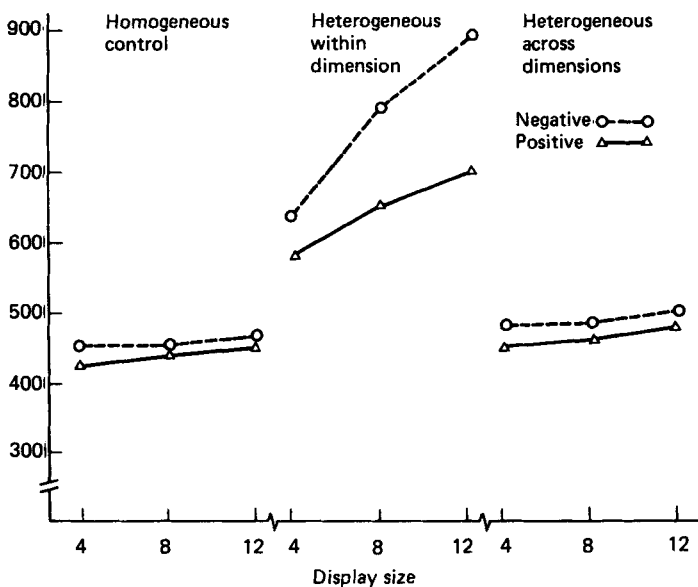 Homogeneous
control
Heterogeneous
within
dimension
Heterogeneous
across
dimensions
Negative
Positive
900
800
700
600
500
400
300
4 8 12 4 8 12 4 8 12
Display size